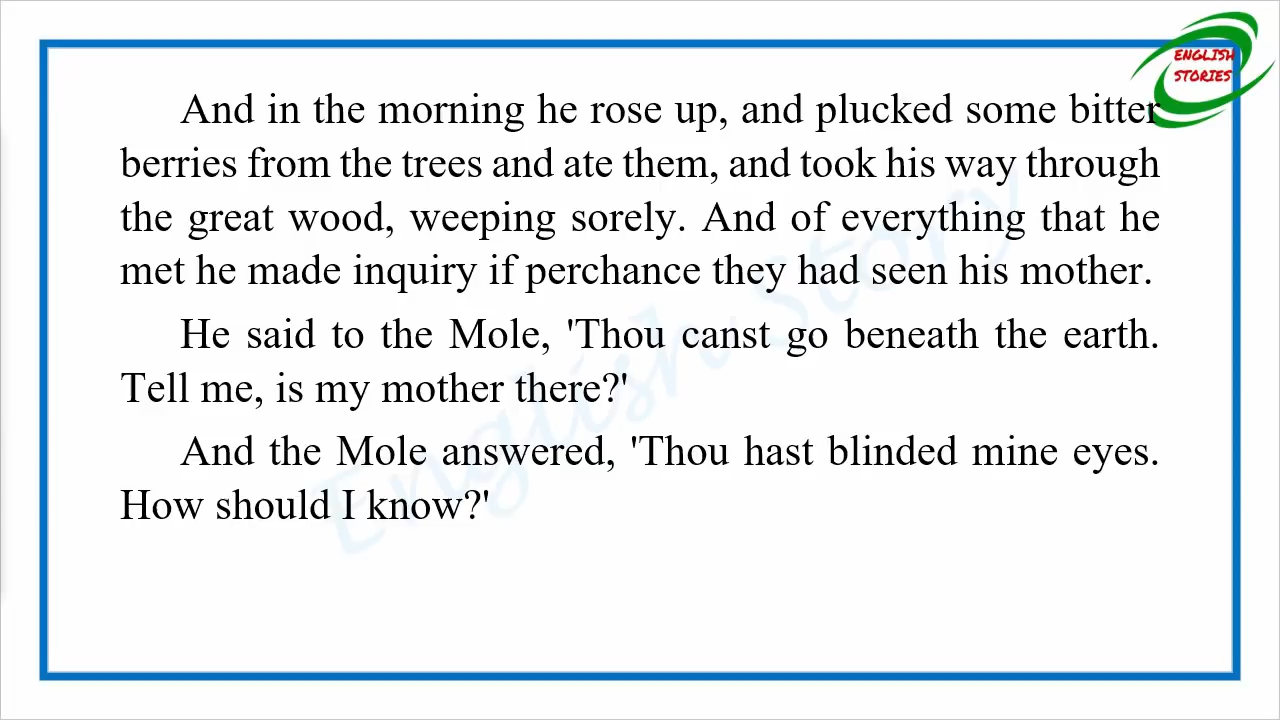 ENGLISH
STORIES
And in the morning he rose up, and plucked some bitter
berries from the trees and ate them, and took his way through
the great wood, weeping sorely. And of everything that he
met he made inquiry if perchance they had seen his mother.
He said to the Mole, 'Thou canst go beneath the earth.
Tell me, is my mother there?'
And the Mole answered, 'Thou hast blinded mine eyes.
How should I know?'
English Story